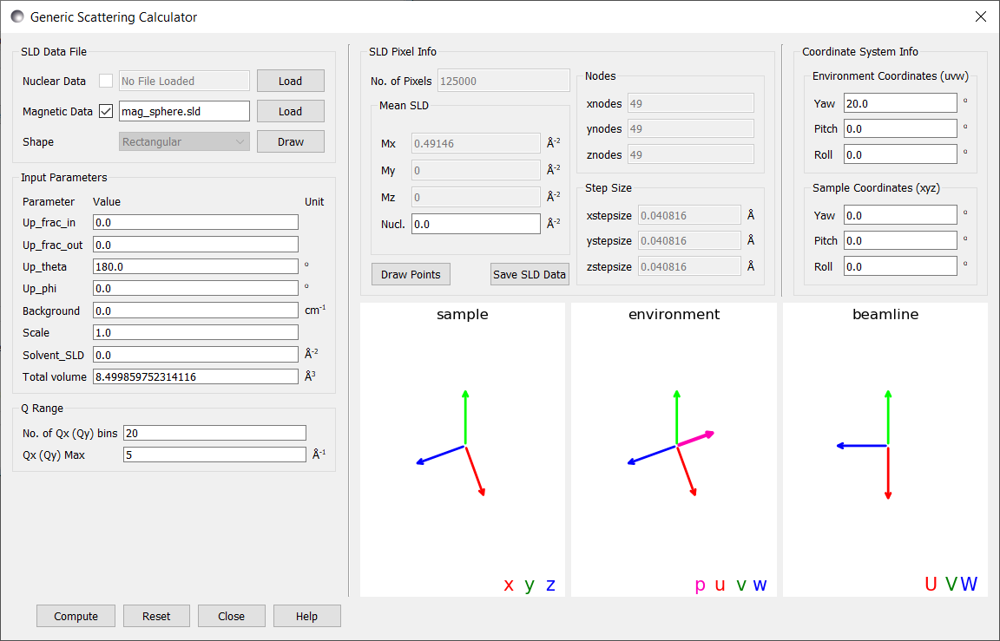 Generic Scattering Calculator
SLD Data File
Nuclear Data No File Loaded Load
Magnetic Data mag_sphere.sld Load
Shape Rectangular Draw
Input Parameters
Parameter Value Unit
Up_frac_in 0.0
Up_frac_out 0.0
Up_theta 180.0 º
Up_phi 0.0 º
Background 0.0 cm-1
Scale 1.0
Solvent_SLD 0.0 Å-2
Total volume 8.499859752314116 Å3
Q Range
No. of Qx (Qy) bins 20
Qx (Qy) Max 5 Å-1
Compute Reset Close Help
SLD Pixel Info
No. of Pixels 125000
Mean SLD
Mx 0.49146 Å-2
My 0 Å-2
Mz 0 Å-2
Nucl. 0.0 Å-2
Draw Points Save SLD Data
Nodes
xnodes 49
ynodes 49
znodes 49
Step Size
xstepsize 0.040816 Å
ystepsize 0.040816 Å
zstepsize 0.040816 Å
Coordinate System Info
Environment Coordinates (uvw)
Yaw 20.0 º
Pitch 0.0 º
Roll 0.0 º
Sample Coordinates (xyz)
Yaw 0.0 º
Pitch 0.0 º
Roll 0.0 º
sample
x y z
environment
p u v w
beamline
U V W